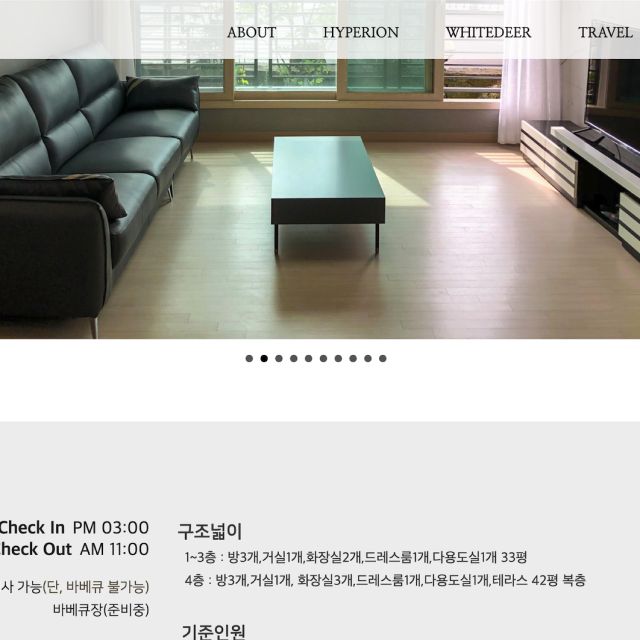 ABOUT HYPERION WHITEDEER TRAVEL
Check In PM 03:00
Check Out AM 11:00
사 가능(단, 바베큐 불가능)
바베큐장(준비중)
구조넓이
1~3층 : 방3개,거실1개,화장실2개,드레스룸1개,다용도실1개 33평
4층 : 방3개,거실1개, 화장실3개,드레스룸1개,다용도실1개,테라스 42평 복층
기준인원